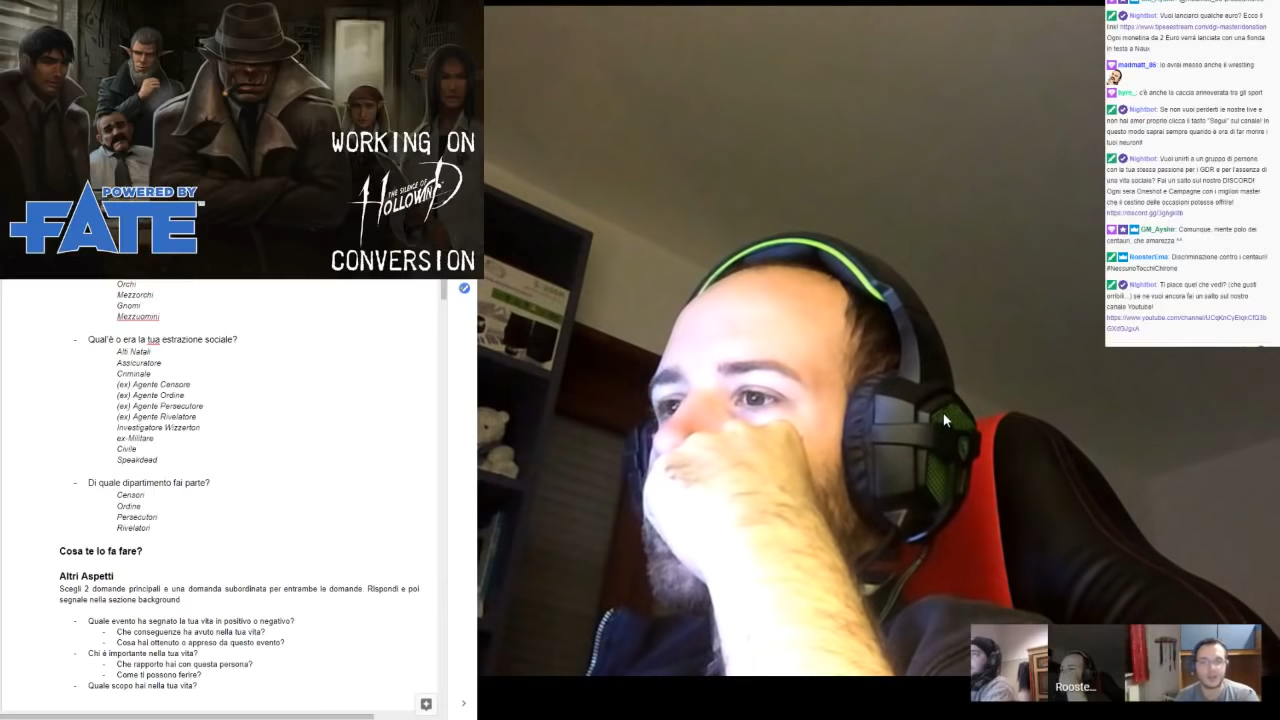 WORKING ON
THE SILENCE OF
HOLLOWIND
CONVERSION
POWERED BY
FATE
TM
Orchi
Mezzorchi
Gnomi
Mezzuomini
- Qual'è o era la tua estrazione sociale?
Alti Natali
Assicuratore
Criminale
(ex) Agente Censore
(ex) Agente Ordine
(ex) Agente Persecutore
(ex) Agente Rivelatore
Investigatore Wizzerton
ex-Militare
Civile
Speakdead
- Di quale dipartimento fai parte?
Censori
Ordine
Persecutori
Rivelatori
Cosa te lo fa fare?
Altri Aspetti
Scegli 2 domande principali e una domanda subordinata per entrambe le domande. Rispondi e poi
segnale nella sezione background
- Quale evento ha segnato la tua vita in positivo o negativo?
- Che conseguenze ha avuto nella tua vita?
- Cosa hai ottenuto o appreso da questo evento?
- Chi è importante nella tua vita?
- Che rapporto hai con questa persona?
- Come ti possono ferire?
- Quale scopo hai nella tua vita?
Nightbot: Vuoi lanciarci qualche euro? Ecco il
link! https://www.tipeeestream.com/dgi-master/donation
Ogni monetina da 2 Euro verrà lanciata con una fionda
in testa a Naux
madmatt_86: io avrei messo anche il wrestling
hyre_: c'è anche la caccia annoverata tra gli sport
Nightbot: Se non vuoi perderti le nostre live e
non hai amor proprio clicca il tasto "Segui" sul canale! In
questo modo saprai sempre quando è ora di far morire i
tuoi neuroni!
Nightbot: Vuoi unirti a un gruppo di persone
con la tua stessa passione per i GDR e per l'assenza di
una vita sociale? Fai un salto sul nostro DISCORD!
Ogni sera Oneshot e Campagne con i migliori master
che il cestino delle occasioni potesse offrire!
GM_Ayshir: Comunque, niente polo dei
centauri, che amarezza ^^
RoosterEma: Discriminazione contro i centauri!
#NessunoTocchiChirone
Nightbot: Ti piace quel che vedi? (che gusti
orribili...) se ne vuoi ancora fai un salto sul nostro
canale Youtube!
Rooste...